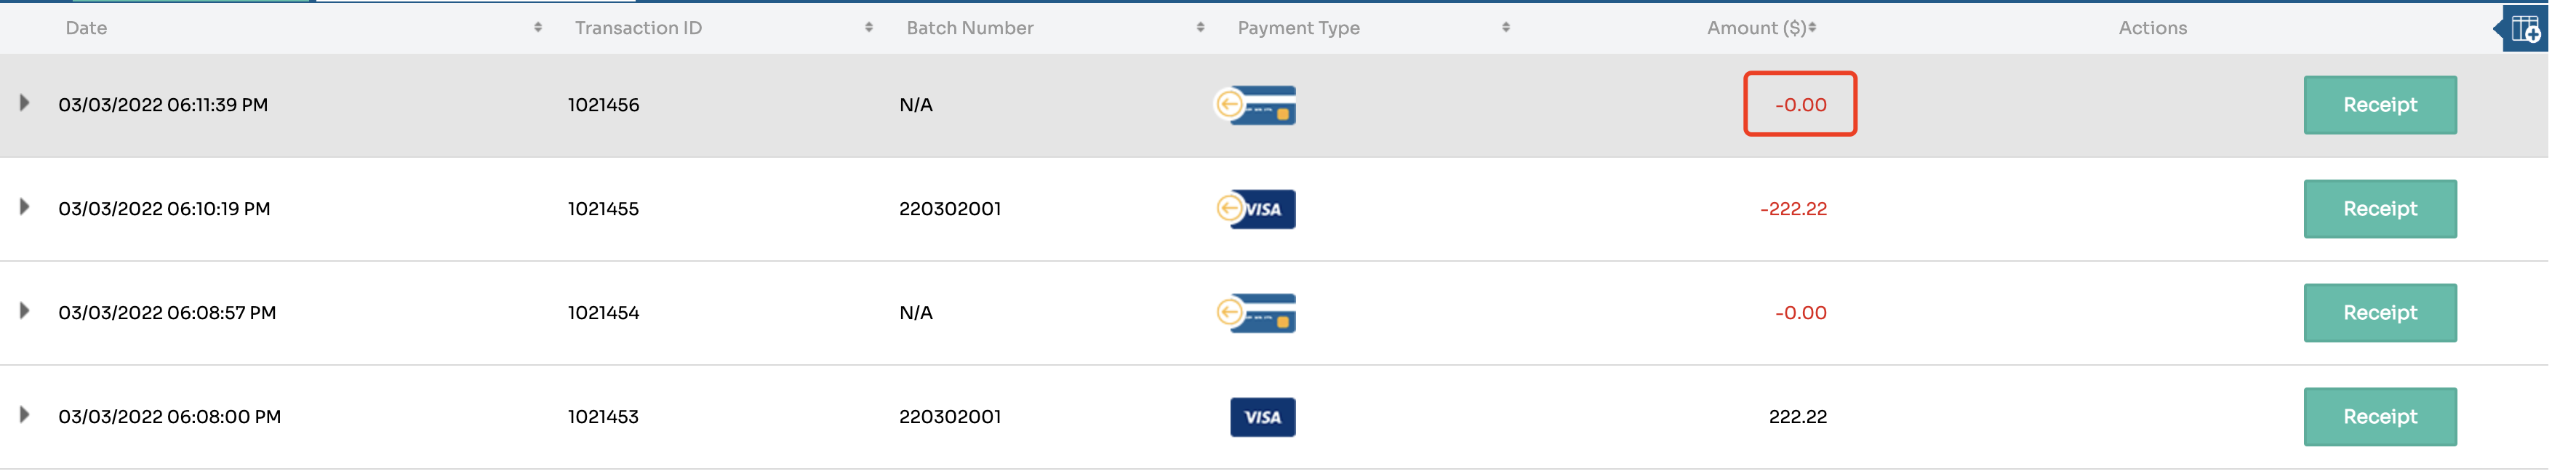 Date Transaction ID Batch Number Payment Type Amount ($) Actions
03/03/2022 06:11:39 PM 1021456 N/A -0.00 Receipt
03/03/2022 06:10:19 PM 1021455 220302001 VISA -222.22 Receipt
03/03/2022 06:08:57 PM 1021454 N/A -0.00 Receipt
03/03/2022 06:08:00 PM 1021453 220302001 VISA 222.22 Receipt